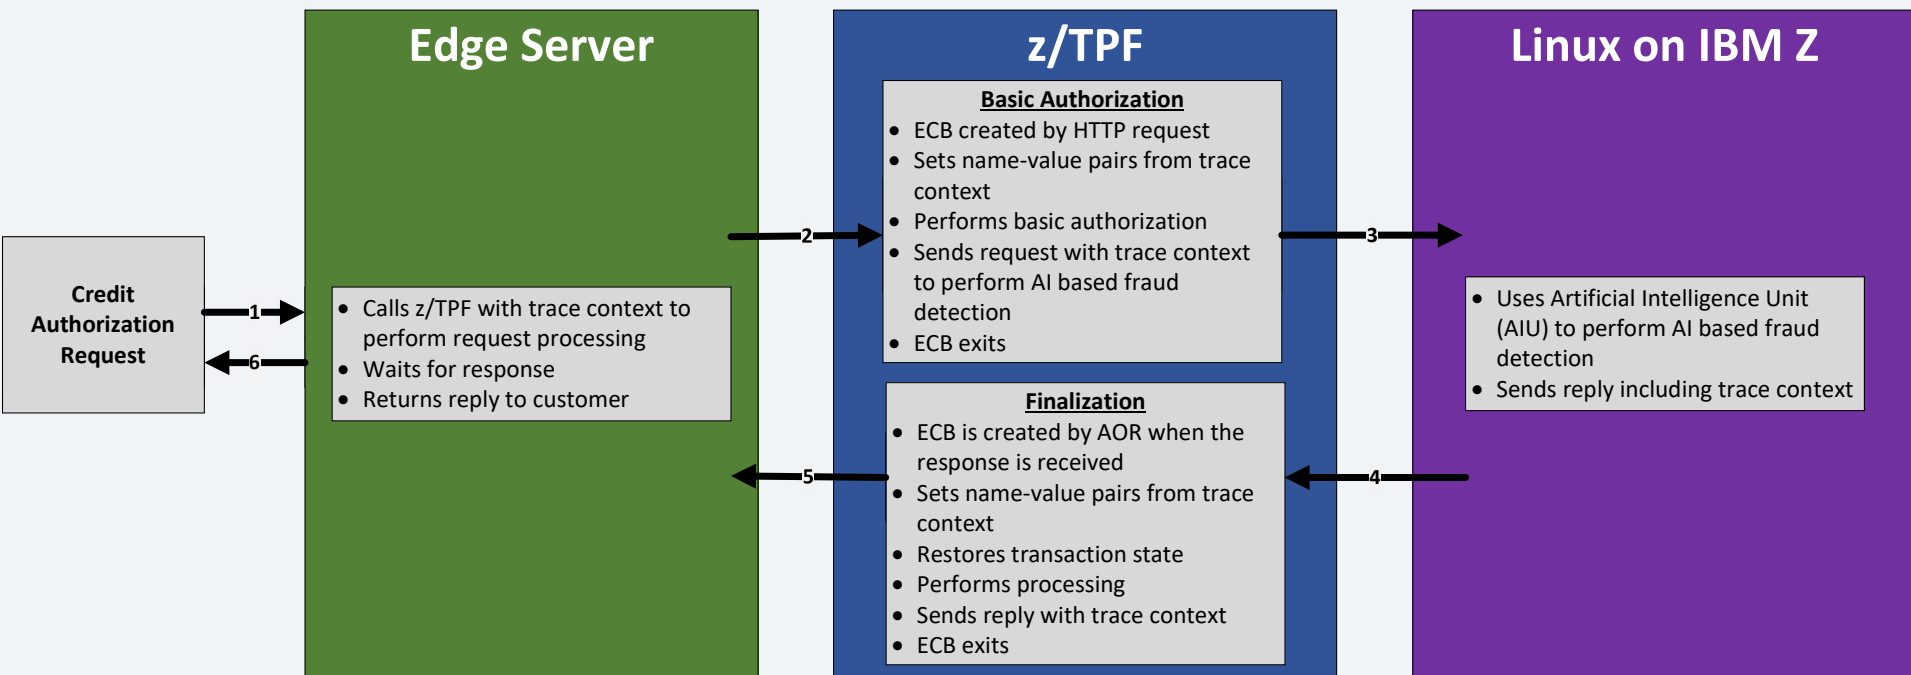 Edge Server
z/TPF
Linux on IBM Z
Credit
Authorization
Request
1
6
• Calls z/TPF with trace context to
perform request processing
• Waits for response
• Returns reply to customer
2
5
Basic Authorization
• ECB created by HTTP request
• Sets name-value pairs from trace
context
• Performs basic authorization
• Sends request with trace context
to perform AI based fraud
detection
• ECB exits
Finalization
• ECB is created by AOR when the
response is received
• Sets name-value pairs from trace
context
• Restores transaction state
• Performs processing
• Sends reply with trace context
• ECB exits
3
4
• Uses Artificial Intelligence Unit
(AIU) to perform AI based fraud
detection
• Sends reply including trace context